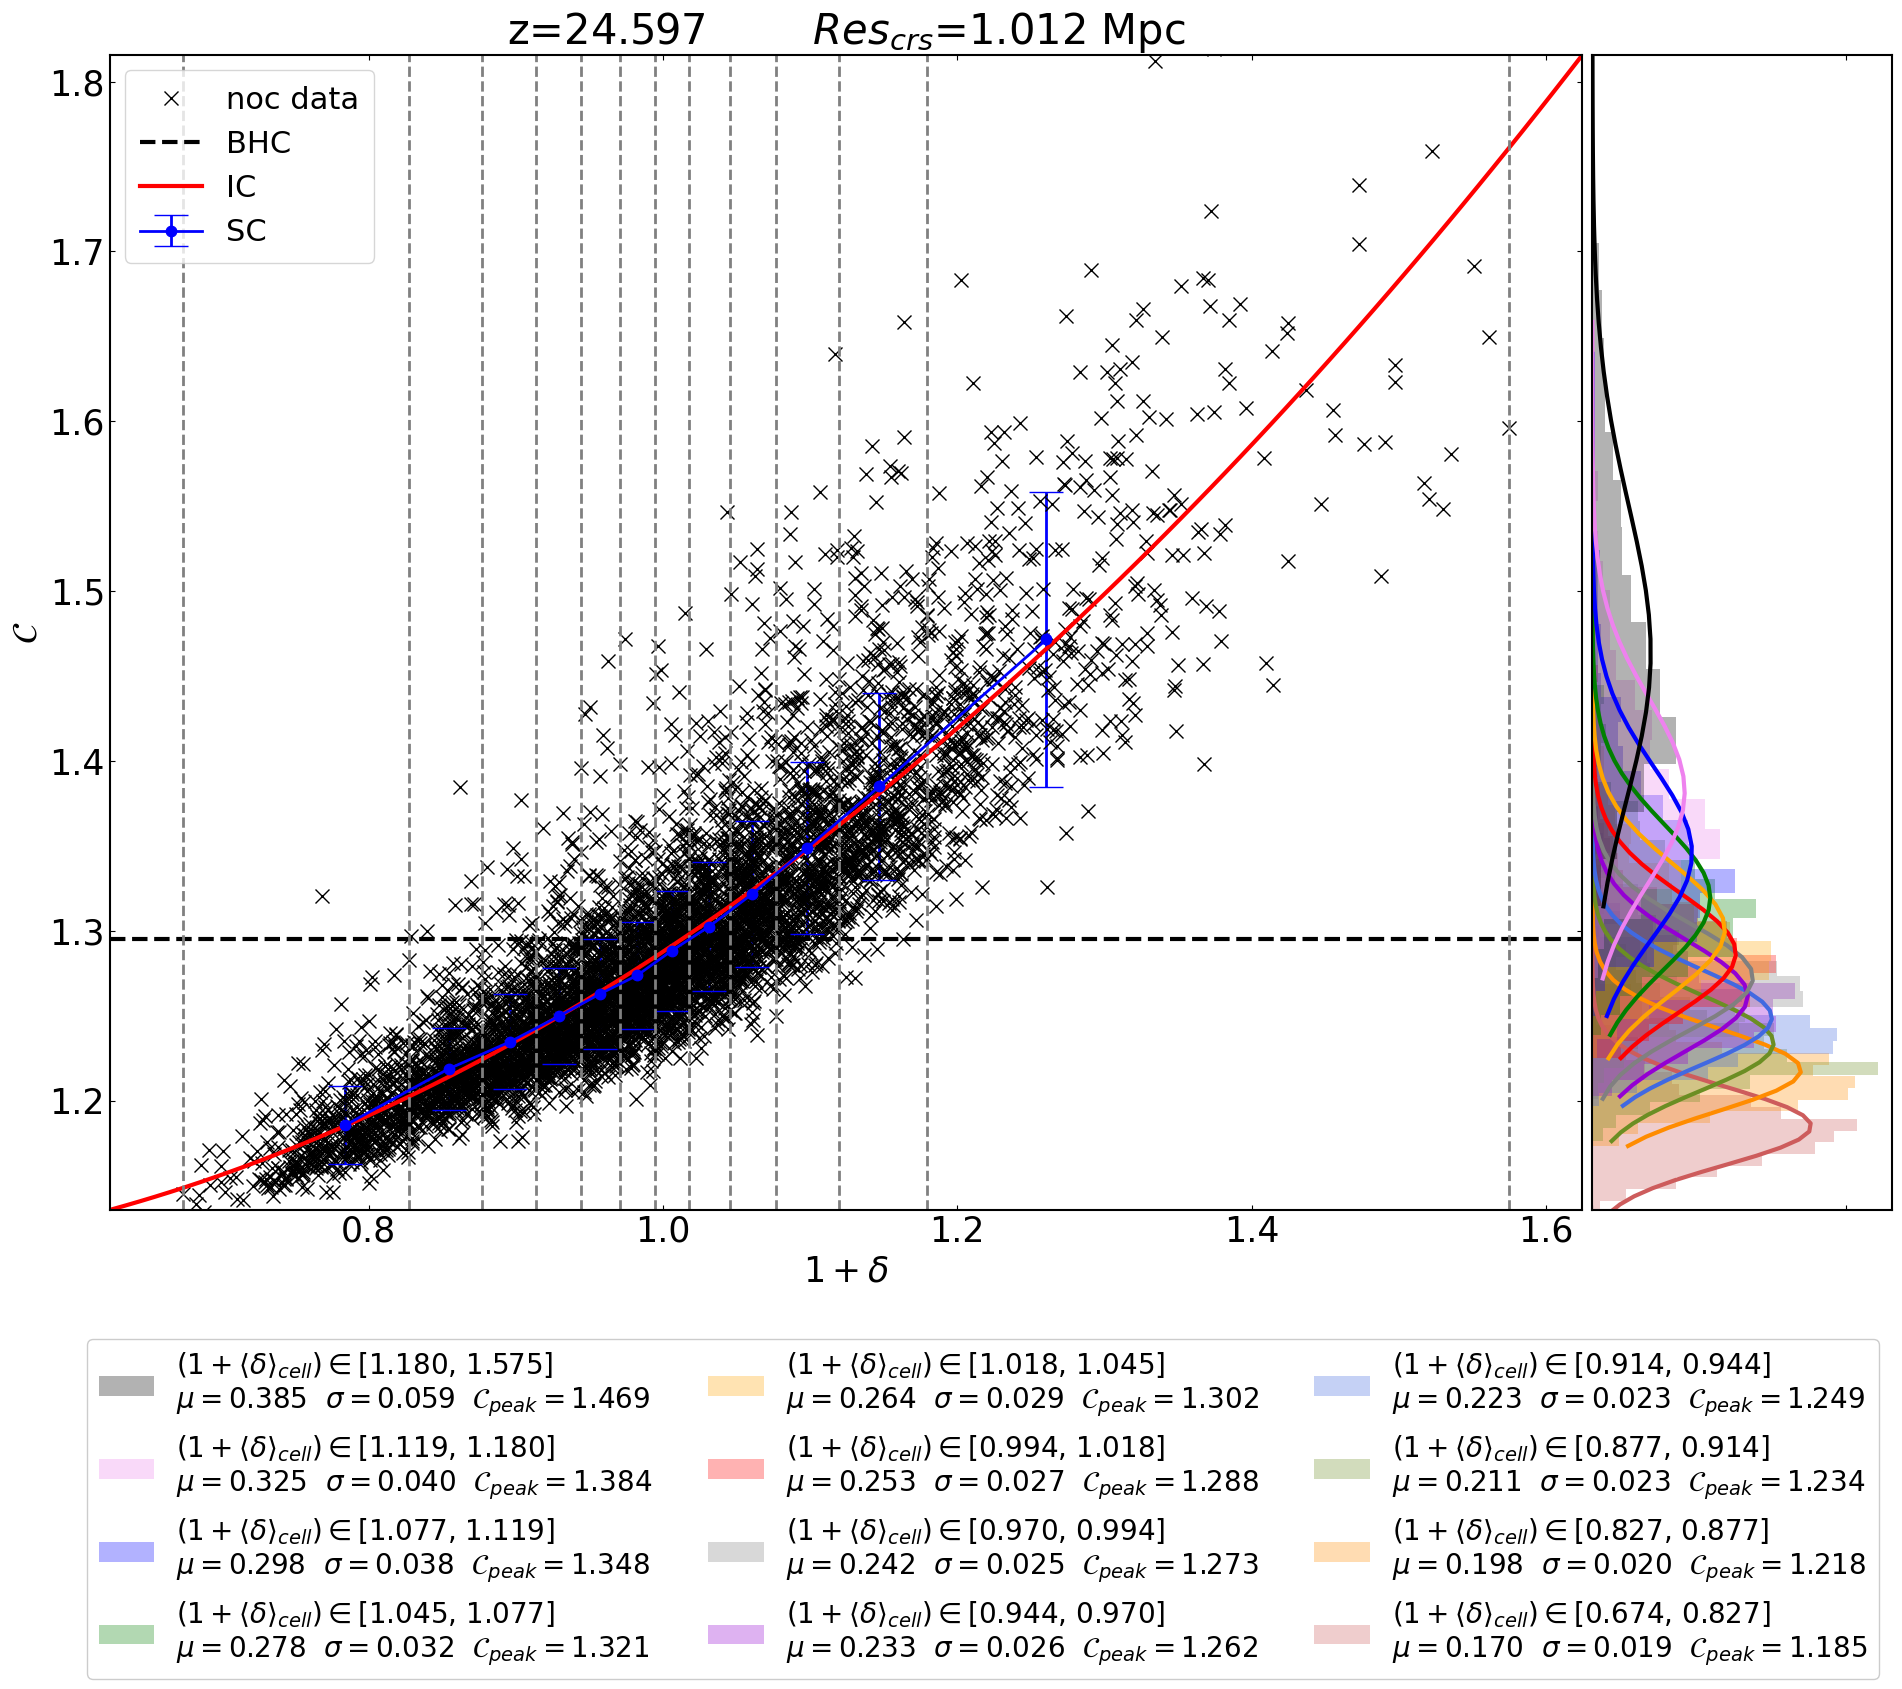 z=24.597 Res_crs=1.012 Mpc
1.8
1.7
1.6
1.5
1.4
1.3
1.2
𝒞
noc data
BHC
IC
SC
0.8 1.0 1.2 1.4 1.6
1 + δ
(1 + ⟨δ⟩_cell) ∈ [1.180, 1.575]
μ = 0.385 σ = 0.059 𝒞_peak = 1.469
(1 + ⟨δ⟩_cell) ∈ [1.119, 1.180]
μ = 0.325 σ = 0.040 𝒞_peak = 1.384
(1 + ⟨δ⟩_cell) ∈ [1.077, 1.119]
μ = 0.298 σ = 0.038 𝒞_peak = 1.348
(1 + ⟨δ⟩_cell) ∈ [1.045, 1.077]
μ = 0.278 σ = 0.032 𝒞_peak = 1.321
(1 + ⟨δ⟩_cell) ∈ [1.018, 1.045]
μ = 0.264 σ = 0.029 𝒞_peak = 1.302
(1 + ⟨δ⟩_cell) ∈ [0.994, 1.018]
μ = 0.253 σ = 0.027 𝒞_peak = 1.288
(1 + ⟨δ⟩_cell) ∈ [0.970, 0.994]
μ = 0.242 σ = 0.025 𝒞_peak = 1.273
(1 + ⟨δ⟩_cell) ∈ [0.944, 0.970]
μ = 0.233 σ = 0.026 𝒞_peak = 1.262
(1 + ⟨δ⟩_cell) ∈ [0.914, 0.944]
μ = 0.223 σ = 0.023 𝒞_peak = 1.249
(1 + ⟨δ⟩_cell) ∈ [0.877, 0.914]
μ = 0.211 σ = 0.023 𝒞_peak = 1.234
(1 + ⟨δ⟩_cell) ∈ [0.827, 0.877]
μ = 0.198 σ = 0.020 𝒞_peak = 1.218
(1 + ⟨δ⟩_cell) ∈ [0.674, 0.827]
μ = 0.170 σ = 0.019 𝒞_peak = 1.185